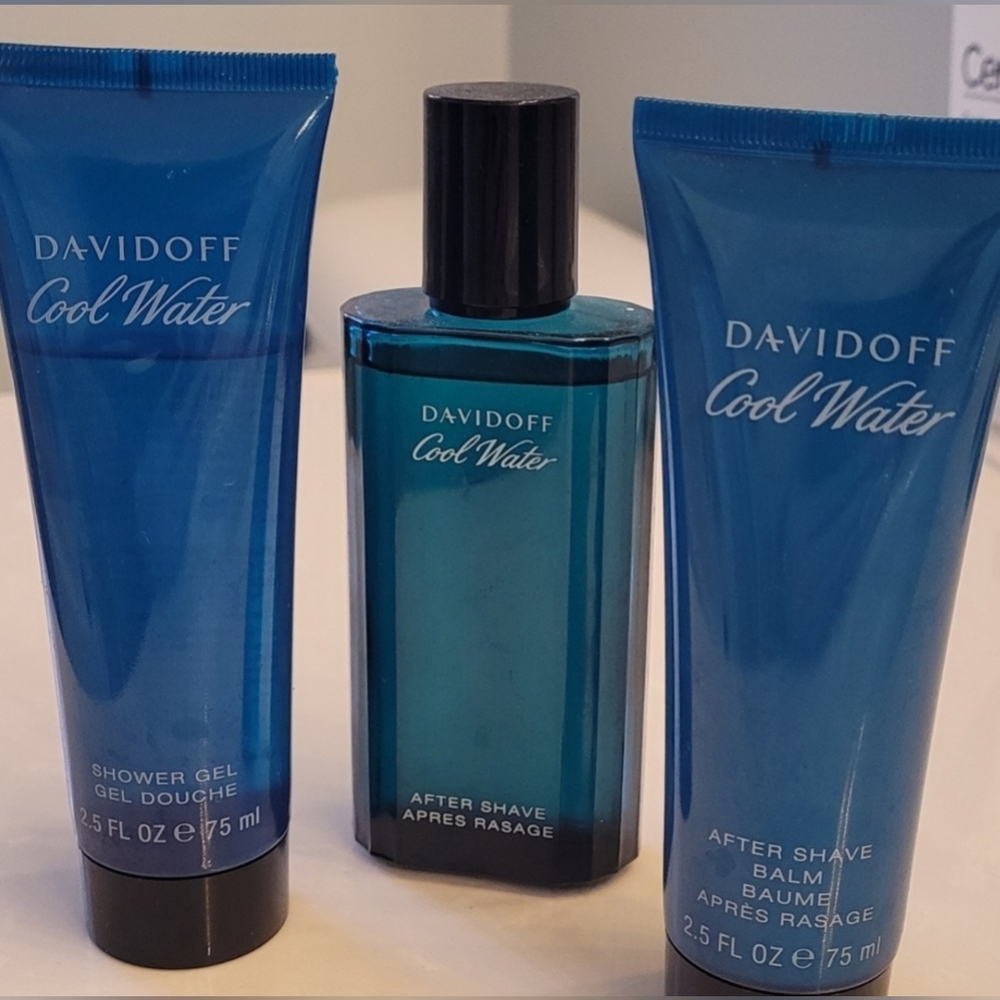 DAVIDOFF
Cool Water
SHOWER GEL
GEL DOUCHE
2.5 FL OZ e 75 ml
DAVIDOFF
Cool Water
AFTER SHAVE
APRES RASAGE
DAVIDOFF
Cool Water
AFTER SHAVE
BALM
BAUME
APRÈS RASAGE
2.5 FL OZ e 75 ml